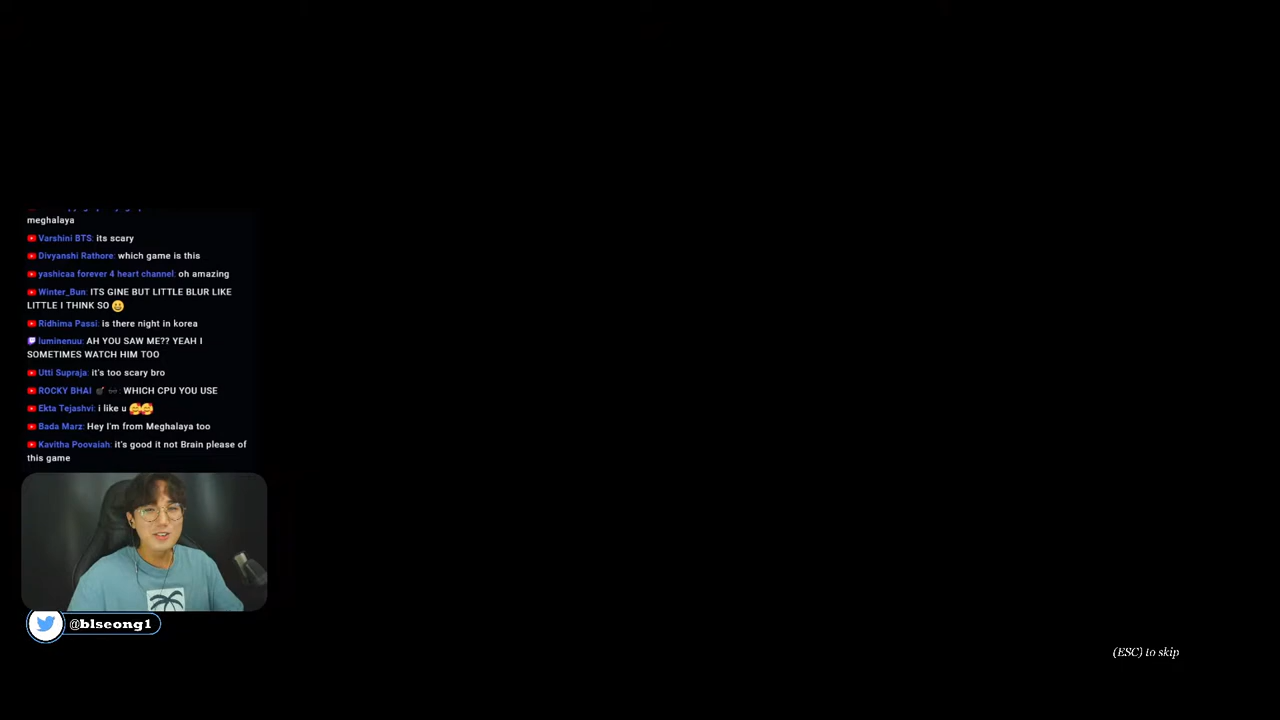 meghalaya
Varshini BTS: its scary
Divyanshi Rathore: which game is this
yashicaa forever 4 heart channel: oh amazing
Winter_Bun: ITS GINE BUT LITTLE BLUR LIKE
LITTLE I THINK SO
Ridhima Passi: is there night in korea
luminenuu: AH YOU SAW ME?? YEAH I
SOMETIMES WATCH HIM TOO
Utti Supraja: it's too scary bro
ROCKY BHAI : WHICH CPU YOU USE
Ekta Tejashvi: i like u
Bada Marz: Hey I'm from Meghalaya too
Kavitha Poovaiah: it's good it not Brain please of
this game
@blseong1
(ESC) to skip